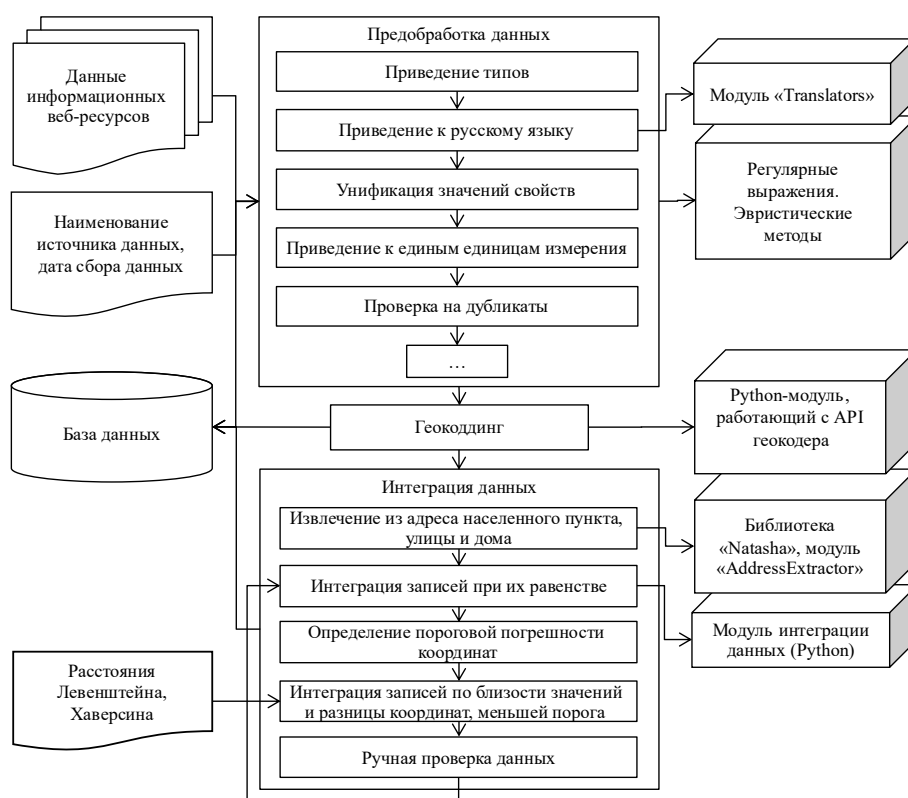 Предобработка данных
Данные
информационных
веб-ресурсов
Приведение типов
Модуль «Translators»
Приведение к русскому языку
Унификация значений свойств
Регулярные
выражения.
Эвристические
методы
Наименование
источника данных,
дата сбора данных
Приведение к единым единицам измерения
Проверка на дубликаты
…
База данных
Геокоддинг
Python-модуль,
работающий с API
геокодера
Интеграция данных
Извлечение из адреса населенного пункта,
улицы и дома
Библиотека
«Natasha», модуль
«AddressExtractor»
Интеграция записей при их равенстве
Определение пороговой погрешности
координат
Модуль интеграции
данных (Python)
Расстояния
Левенштейна,
Хаверсина
Интеграция записей по близости значений
и разницы координат, меньшей порога
Ручная проверка данных